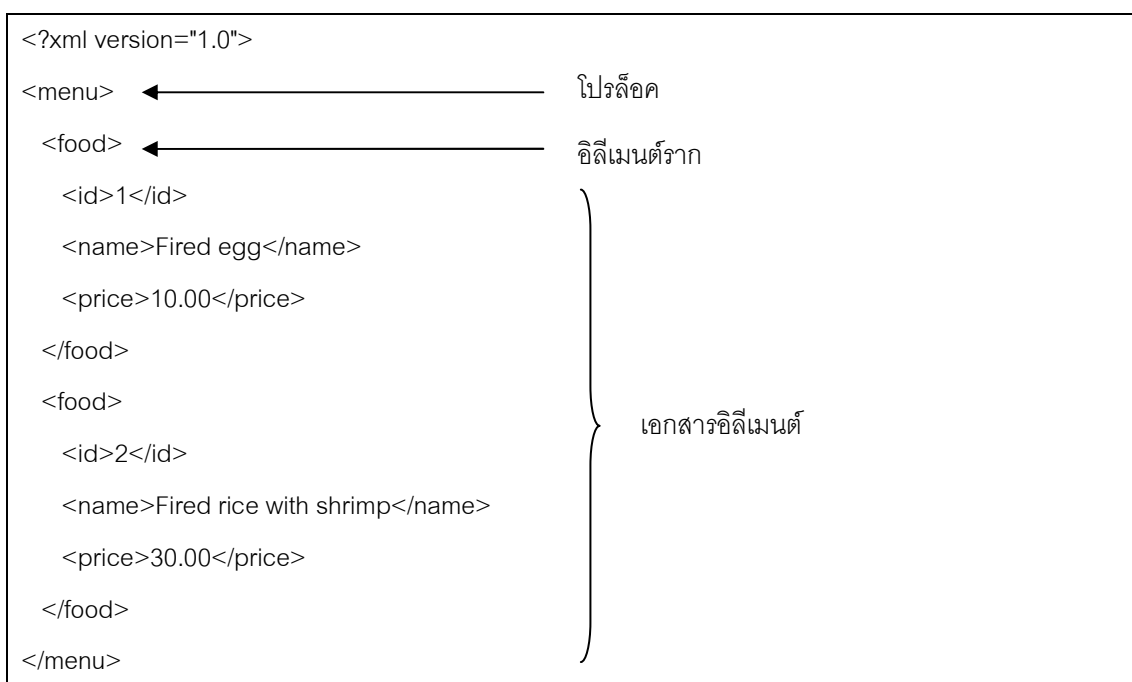 <?xml version="1.0">
<menu> โปรล็อค
<food> อิลีเมนต์ราก
<id>1</id>
<name>Fired egg</name>
<price>10.00</price>
</food>
<food>
เอกสารอิลีเมนต์
<id>2</id>
<name>Fired rice with shrimp</name>
<price>30.00</price>
</food>
</menu>